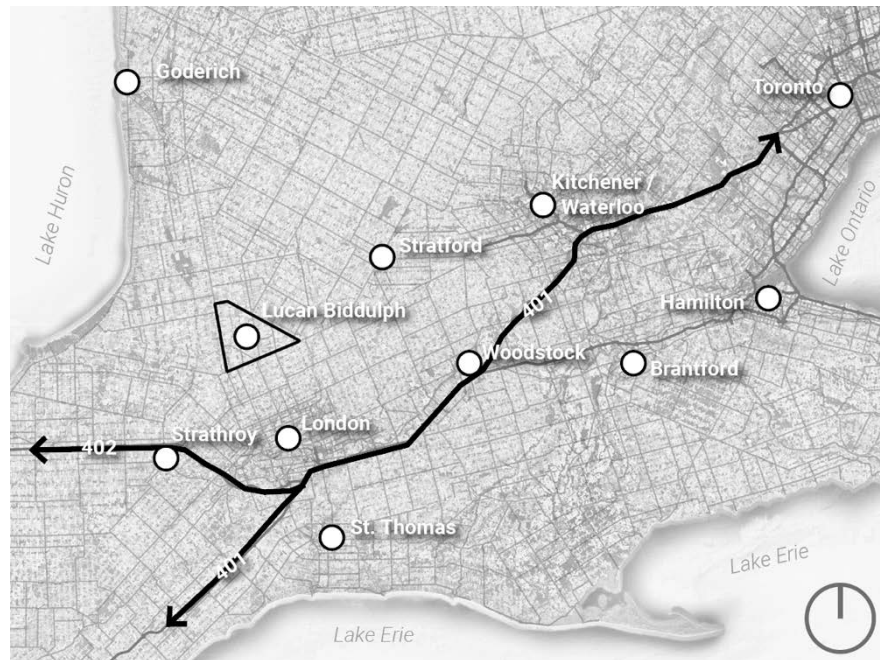 Goderich
Toronto
Kitchener /
Waterloo
Lake Huron
Stratford
Lake Ontario
401
Hamilton
Lucan Biddulph
Woodstock
Brantford
London
Strathroy
402
St. Thomas
401
Lake Erie
Lake Erie